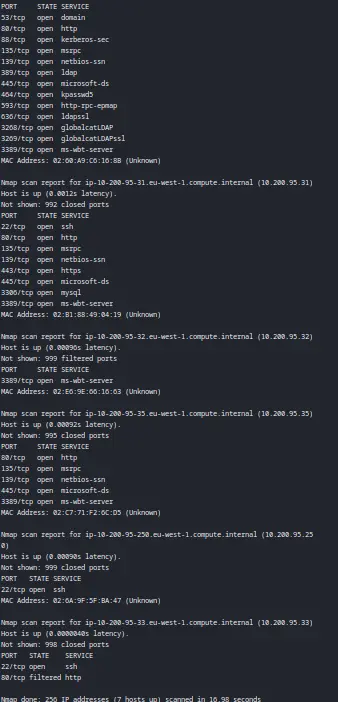 PORT     STATE SERVICE
53/tcp   open  domain
80/tcp   open  http
88/tcp   open  kerberos-sec
135/tcp  open  msrpc
139/tcp  open  netbios-ssn
389/tcp  open  ldap
445/tcp  open  microsoft-ds
464/tcp  open  kpasswd5
593/tcp  open  http-rpc-epmap
636/tcp  open  ldapssl
3268/tcp open  globalcatLDAP
3269/tcp open  globalcatLDAPssl
3389/tcp open  ms-wbt-server
MAC Address: 02:60:A9:C6:16:8B (Unknown)

Nmap scan report for ip-10-200-95-31.eu-west-1.compute.internal (10.200.95.31)
Host is up (0.0012s latency).
Not shown: 992 closed ports
PORT     STATE SERVICE
22/tcp   open  ssh
80/tcp   open  http
135/tcp  open  msrpc
139/tcp  open  netbios-ssn
443/tcp  open  https
445/tcp  open  microsoft-ds
3306/tcp open  mysql
3389/tcp open  ms-wbt-server
MAC Address: 02:B1:88:49:04:19 (Unknown)

Nmap scan report for ip-10-200-95-32.eu-west-1.compute.internal (10.200.95.32)
Host is up (0.00096s latency).
Not shown: 999 filtered ports
PORT     STATE SERVICE
3389/tcp open  ms-wbt-server
MAC Address: 02:E6:9E:66:16:63 (Unknown)

Nmap scan report for ip-10-200-95-35.eu-west-1.compute.internal (10.200.95.35)
Host is up (0.00092s latency).
Not shown: 995 closed ports
PORT     STATE SERVICE
80/tcp   open  http
135/tcp  open  msrpc
139/tcp  open  netbios-ssn
445/tcp  open  microsoft-ds
3389/tcp open  ms-wbt-server
MAC Address: 02:C7:71:F2:6C:D5 (Unknown)

Nmap scan report for ip-10-200-95-250.eu-west-1.compute.internal (10.200.95.25
0)
Host is up (0.00090s latency).
Not shown: 999 closed ports
PORT   STATE SERVICE
22/tcp open  ssh
MAC Address: 02:6A:9F:5F:BA:47 (Unknown)

Nmap scan report for ip-10-200-95-33.eu-west-1.compute.internal (10.200.95.33)
Host is up (0.0000040s latency).
Not shown: 998 closed ports
PORT   STATE    SERVICE
22/tcp open     ssh
80/tcp filtered http

Nmap done: 256 IP addresses (7 hosts up) scanned in 16.98 seconds